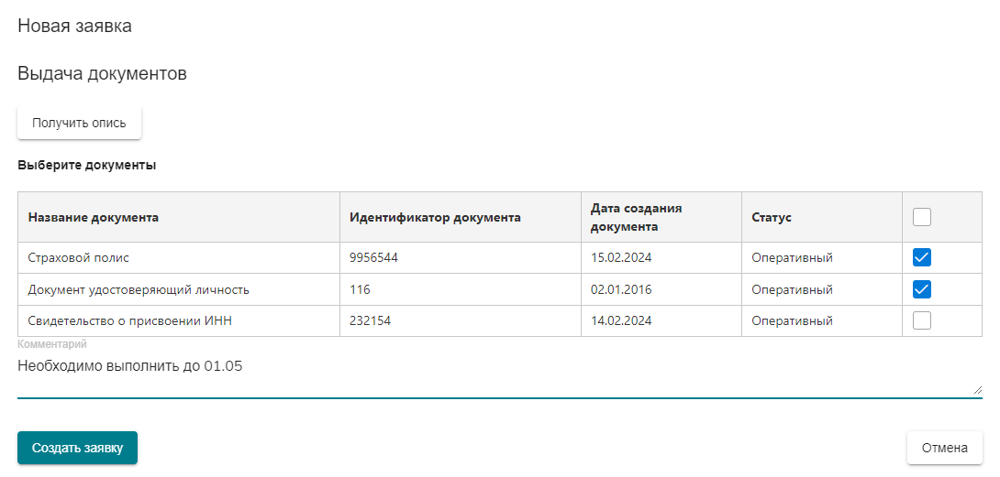 Новая заявка
Выдача документов
Получить опись
Выберите документы
Название документа Идентификатор документа Дата создания документа Статус
Страховой полис 9956544 15.02.2024 Оперативный
Документ удостоверяющий личность 116 02.01.2016 Оперативный
Свидетельство о присвоении ИНН 232154 14.02.2024 Оперативный
Комментарий
Необходимо выполнить до 01.05
Создать заявку Отмена